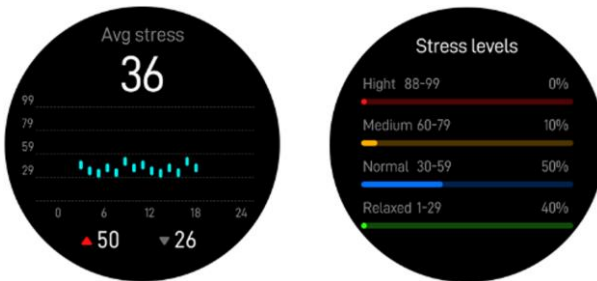 Avg stress
36
99
79
59
29
0 6 12 18 24
50 26
Stress levels
Hight 88-99 0%
Medium 60-79 10%
Normal 30-59 50%
Relaxed 1-29 40%